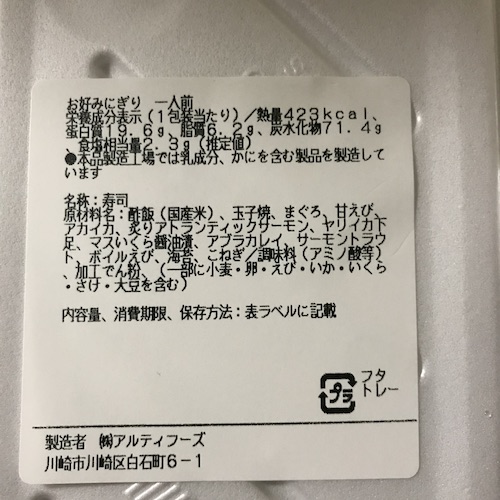 お好みにぎり 一人前
栄養成分表示(1包装当たり)/熱量423kcal、
蛋白質19.6g、脂質6.2g、炭水化物71.4g
、食塩相当量2.3g(推定値)
●本品製造工場では乳成分、かにを含む製品を製造して
います
名称:寿司
原材料名:酢飯(国産米)、玉子焼、まぐろ、甘えび、
アカイカ、炙りアトランティックサーモン、ヤリイカ下
足、マスいくら醤油漬、アブラカレイ、サーモントラウ
ト、ボイルえび、海苔、こねぎ/調味料(アミノ酸等)
、加工でん粉、(一部に小麦・卵・えび・いか・いくら
・さけ・大豆を含む)
内容量、消費期限、保存方法:表ラベルに記載
プラ
フタ
トレー
製造者 ㈱アルティフーズ
川崎市川崎区白石町6-1